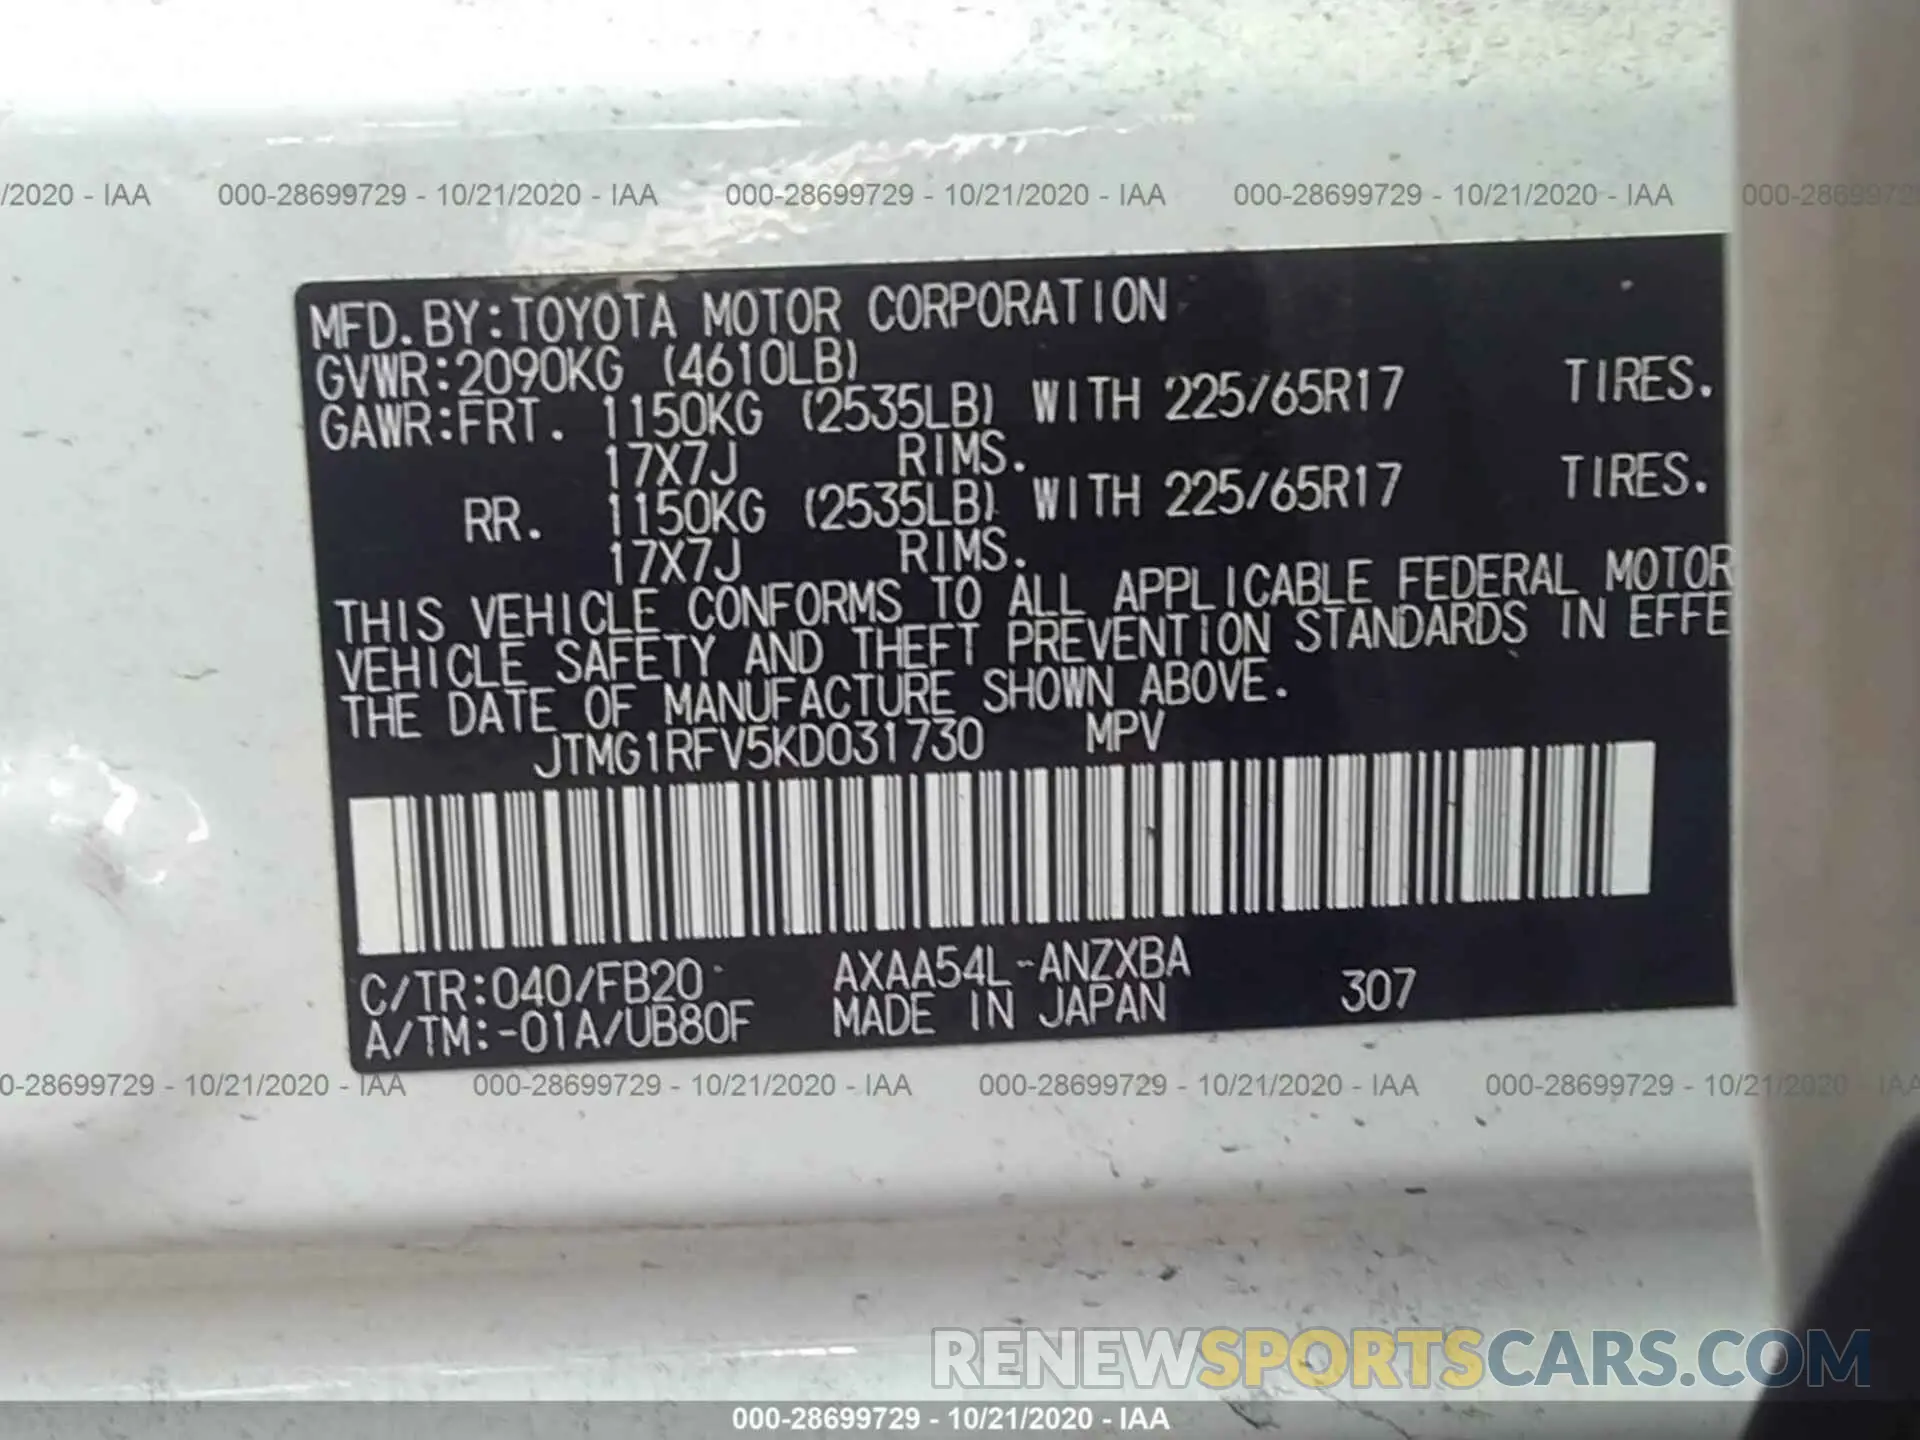 /2020 - IAA 000-28699729 - 10/21/2020 - IAA 000-28699729 - 10/21/2020 - IAA 000-28699729 - 10/21/2020 - IAA 000-2869972
MFD. BY: TOYOTA MOTOR CORPORATION
GVWR: 2090KG (4610LB)
GAWR: FRT. 1150KG (2535LB) WITH 225/65R17 TIRES.
17X7J RIMS.
RR. 1150KG (2535LB) WITH 225/65R17 TIRES.
17X7J RIMS.
THIS VEHICLE CONFORMS TO ALL APPLICABLE FEDERAL MOTOR
VEHICLE SAFETY AND THEFT PREVENTION STANDARDS IN EFFE
THE DATE OF MANUFACTURE SHOWN ABOVE.
JTMG1RFV5KD031730 MPV
C/TR: 040/FB20 AXAA54L-ANZXBA
A/TM: -01A/UB80F MADE IN JAPAN 307
0-28699729 - 10/21/2020 - IAA 000-28699729 - 10/21/2020 - IAA 000-28699729 - 10/21/2020 - IAA 000-28699729 - 10/21/2020 - IAA
RENEWSPORTSCARS.COM
000-28699729 - 10/21/2020 - IAA